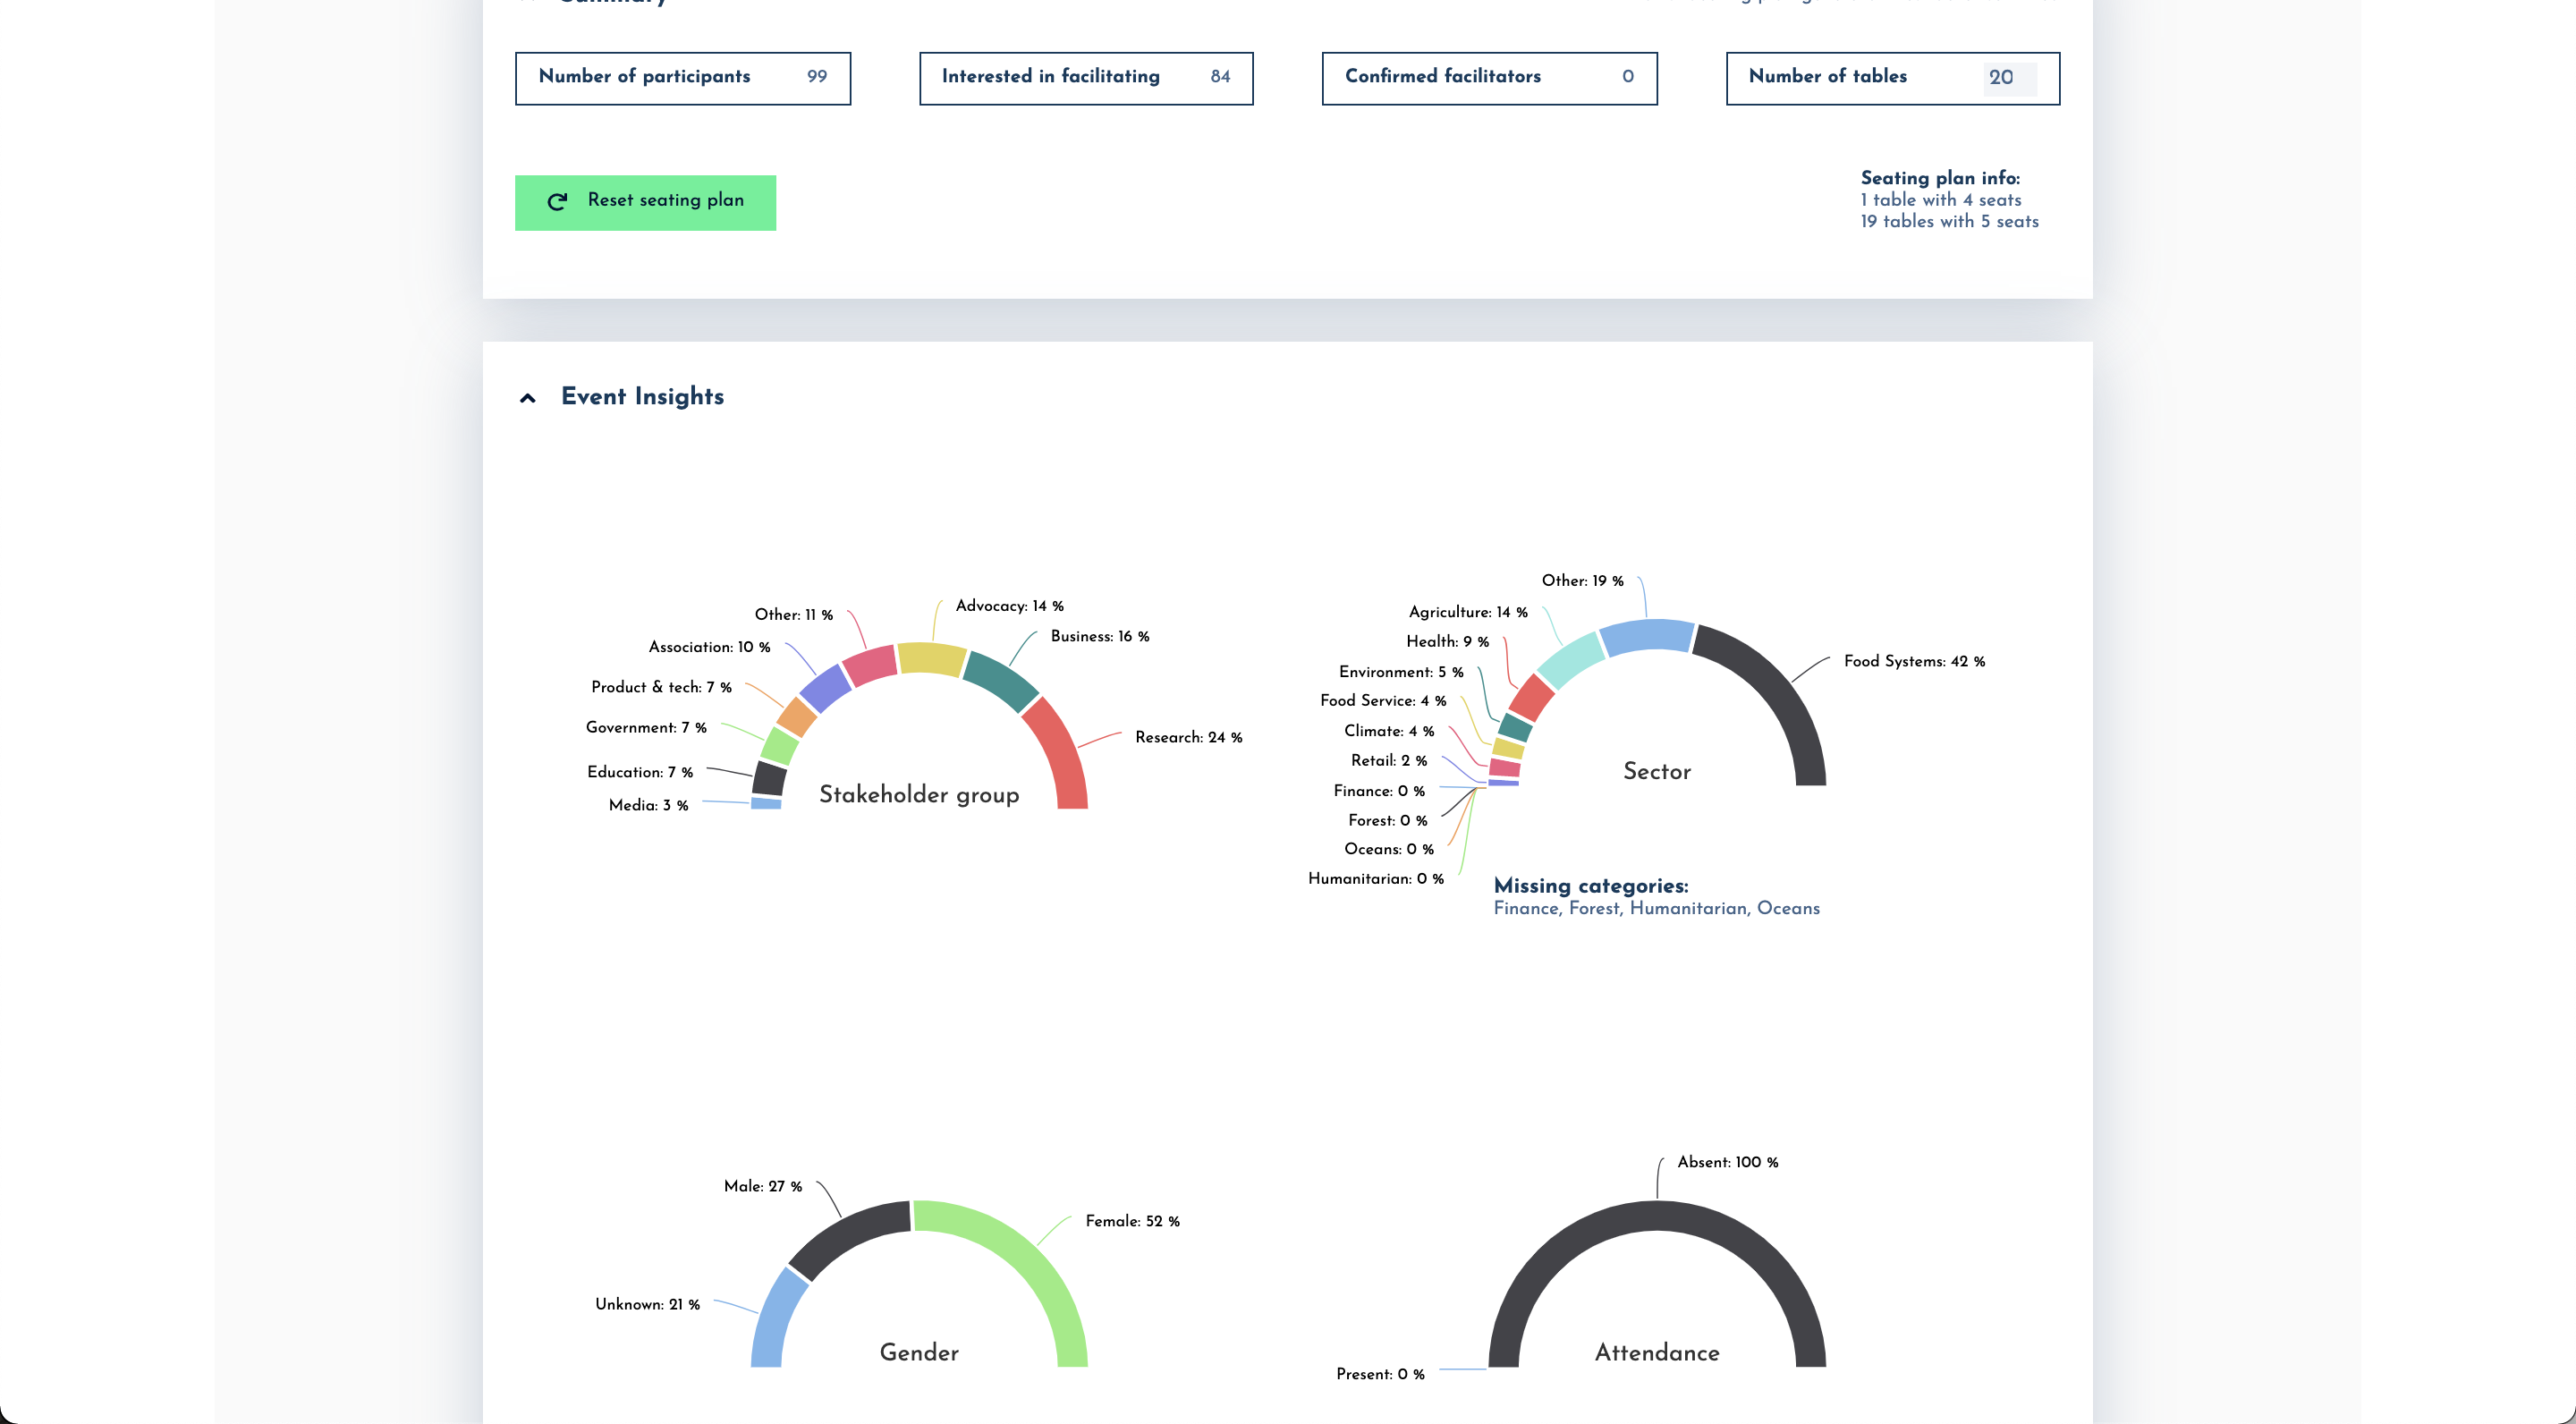 Summary
Number of participants 99
Interested in facilitating 84
Confirmed facilitators 0
Number of tables 20
Reset seating plan
Seating plan info:
1 table with 4 seats
19 tables with 5 seats
Event Insights
Other: 11 %
Advocacy: 14 %
Association: 10 %
Business: 16 %
Product & tech: 7 %
Government: 7 %
Research: 24 %
Education: 7 %
Media: 3 %
Stakeholder group
Other: 19 %
Agriculture: 14 %
Health: 9 %
Food Systems: 42 %
Environment: 5 %
Food Service: 4 %
Climate: 4 %
Retail: 2 %
Finance: 0 %
Forest: 0 %
Oceans: 0 %
Humanitarian: 0 %
Sector
Missing categories:
Finance, Forest, Humanitarian, Oceans
Male: 27 %
Female: 52 %
Unknown: 21 %
Gender
Absent: 100 %
Present: 0 %
Attendance